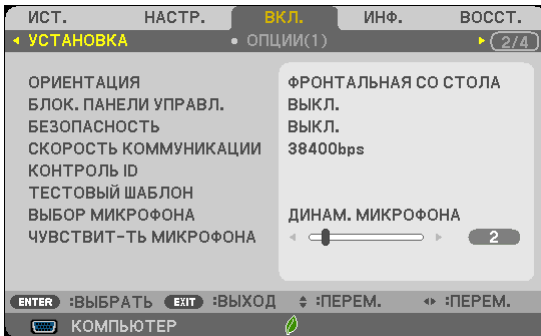 ИСТ. НАСТР. ВКЛ. ИНФ. ВОССТ.
УСТАНОВКА ОПЦИИ(1) 2/4
ОРИЕНТАЦИЯ ФРОНТАЛЬНАЯ СО СТОЛА
БЛОК. ПАНЕЛИ УПРАВЛ. ВЫКЛ.
БЕЗОПАСНОСТЬ ВЫКЛ.
СКОРОСТЬ КОММУНИКАЦИИ 38400bps
КОНТРОЛЬ ID
ТЕСТОВЫЙ ШАБЛОН
ВЫБОР МИКРОФОНА ДИНАМ. МИКРОФОНА
ЧУВСТВИТ-ТЬ МИКРОФОНА 2
ENTER :ВЫБРАТЬ EXIT :ВЫХОД :ПЕРЕМ. :ПЕРЕМ.
КОМПЬЮТЕР